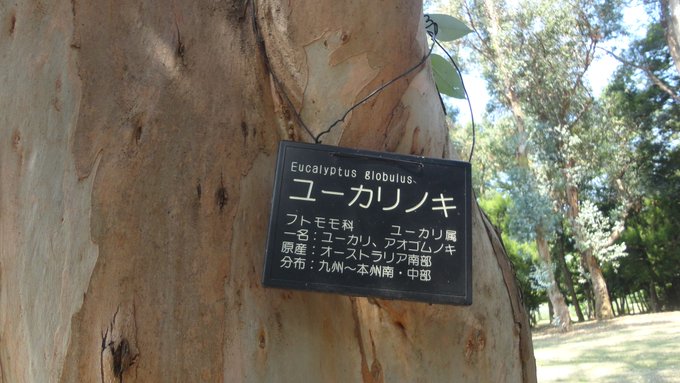 Eucalyptus globulus
ユーカリノキ
フトモモ科　ユーカリ属
一名：ユーカリ、アオゴムノキ
原産：オーストラリア南部
分布：九州～本州南・中部